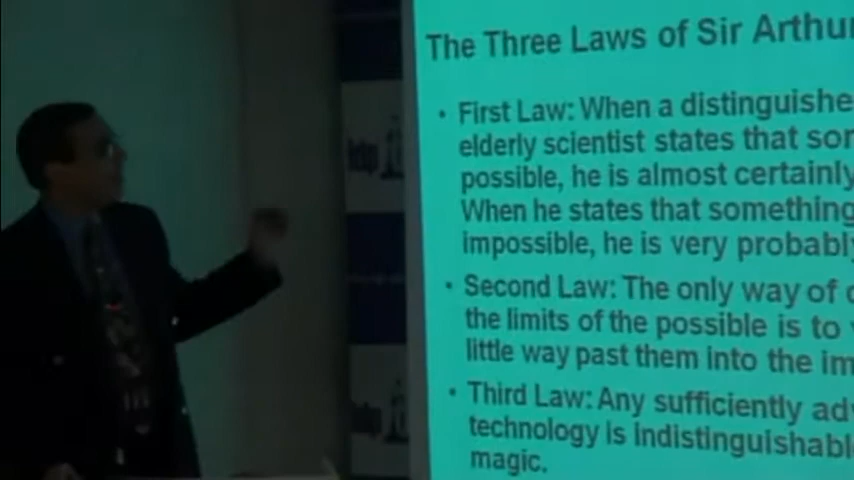 The Three Laws of Sir Arthur
• First Law: When a distinguishe
elderly scientist states that som
possible, he is almost certainly
When he states that something
impossible, he is very probably
• Second Law: The only way of d
the limits of the possible is to v
little way past them into the im
• Third Law: Any sufficiently adv
technology is indistinguishabl
magic.